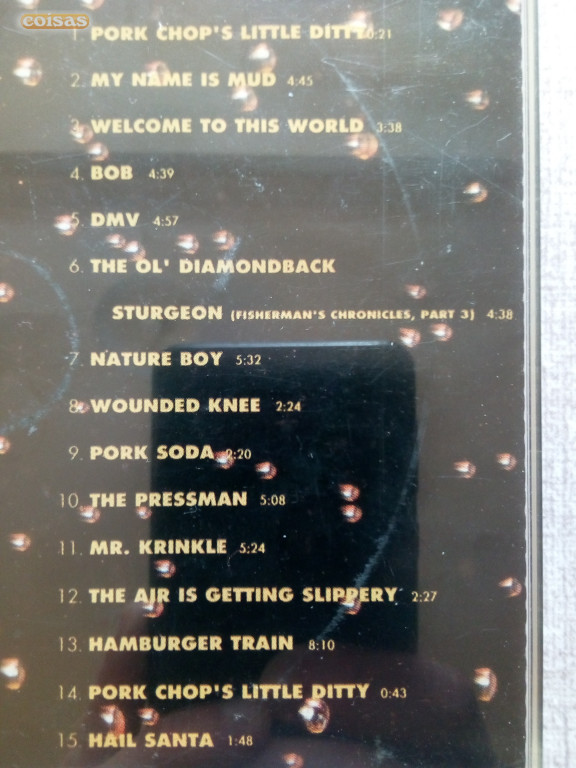 coisas
1. PORK CHOP'S LITTLE DITTY 0:21
2. MY NAME IS MUD 4:45
3. WELCOME TO THIS WORLD 3:38
4. BOB 4:39
5. DMV 4:57
6. THE OL' DIAMONDBACK
STURGEON (FISHERMAN'S CHRONICLES, PART 3) 4:38
7. NATURE BOY 5:32
8. WOUNDED KNEE 2:24
9. PORK SODA 2:20
10. THE PRESSMAN 5:08
11. MR. KRINKLE 5:24
12. THE AIR IS GETTING SLIPPERY 2:27
13. HAMBURGER TRAIN 8:10
14. PORK CHOP'S LITTLE DITTY 0:43
15. HAIL SANTA 1:48